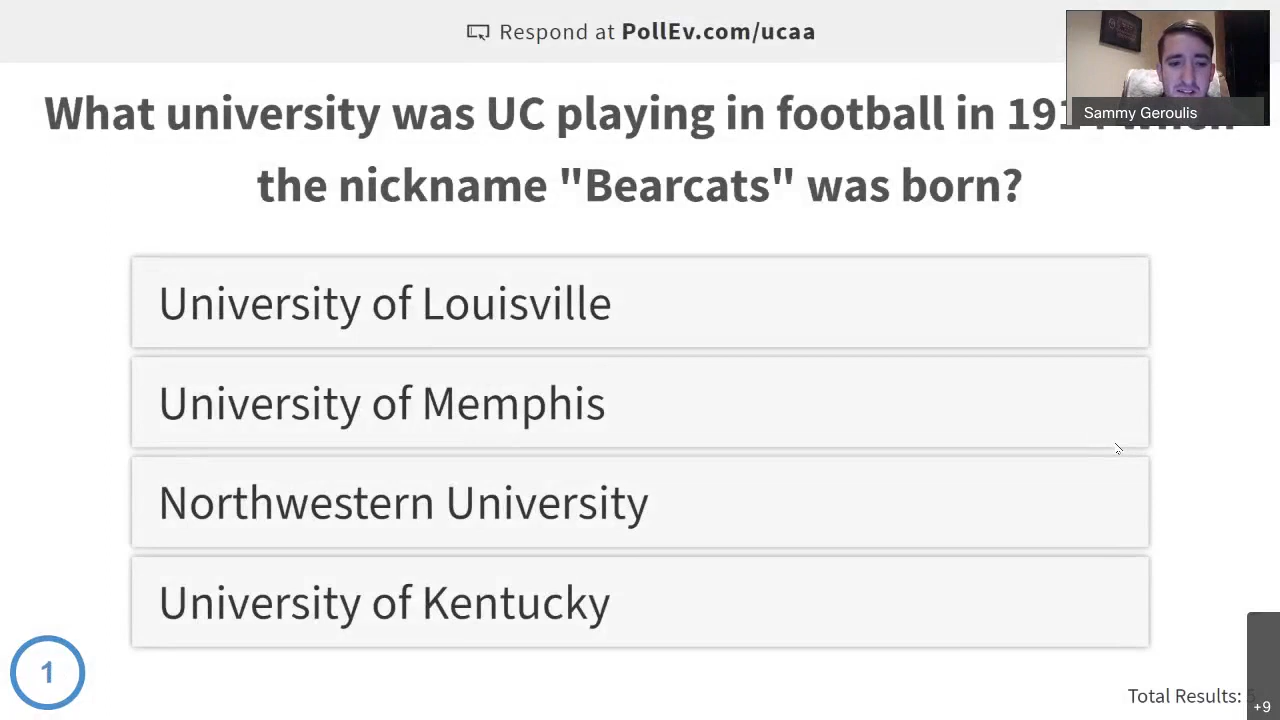 Respond at PollEv.com/ucaa
Sammy Geroulis
What university was UC playing in football in
the nickname "Bearcats" was born?
University of Louisville
University of Memphis
Northwestern University
University of Kentucky
1
Total Results:
+9